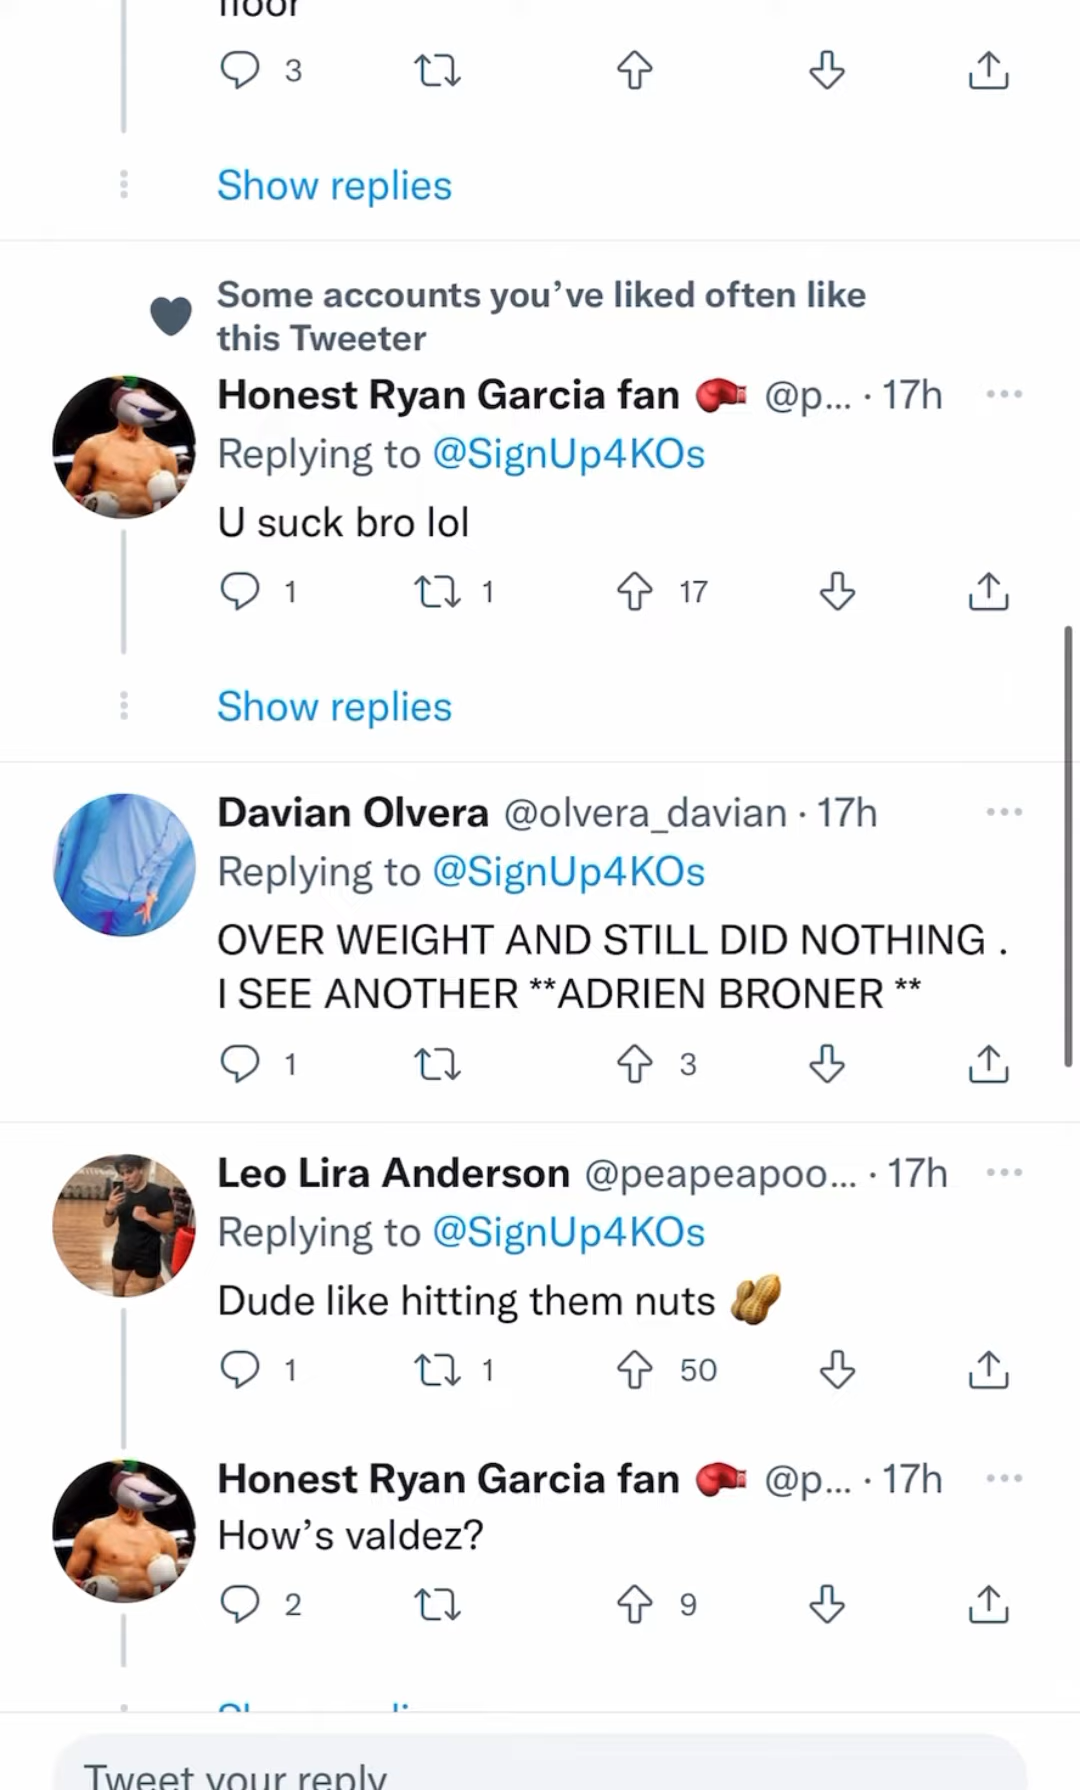 floor
3
Show replies
Some accounts you've liked often like
this Tweeter
Honest Ryan Garcia fan 🥊 @p... · 17h
Replying to @SignUp4KOs
U suck bro lol
1 1 17
Show replies
Davian Olvera @olvera_davian · 17h
Replying to @SignUp4KOs
OVER WEIGHT AND STILL DID NOTHING .
I SEE ANOTHER **ADRIEN BRONER **
1 3
Leo Lira Anderson @peapeapoo... · 17h
Replying to @SignUp4KOs
Dude like hitting them nuts 🥜
1 1 50
Honest Ryan Garcia fan 🥊 @p... · 17h
How's valdez?
2 9
Tweet your reply